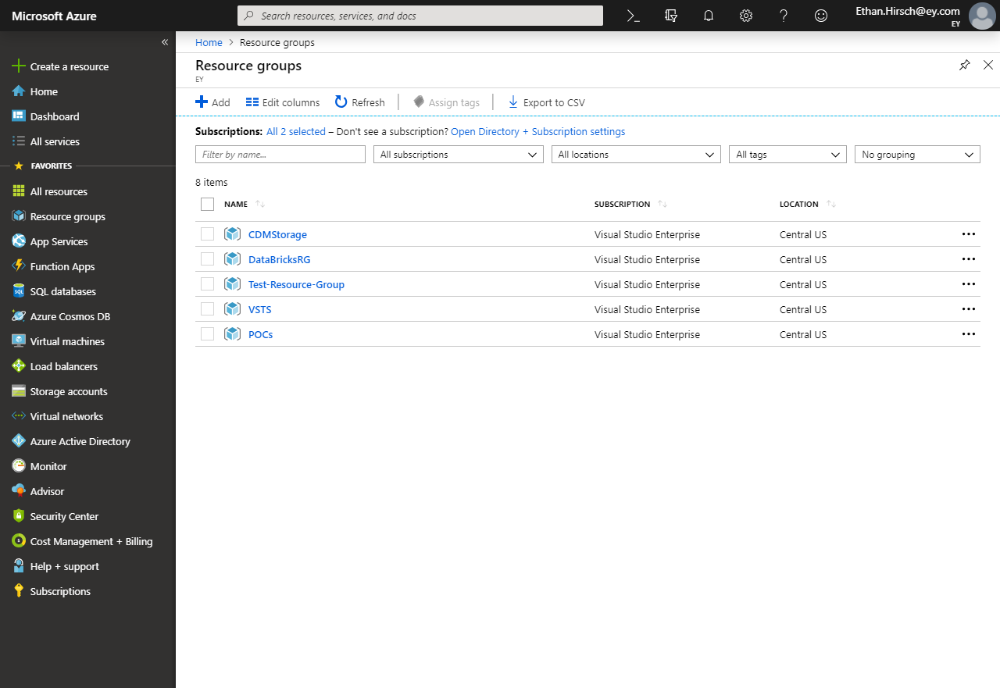 Microsoft Azure
Search resources, services, and docs
Ethan.Hirsch@ey.com
EY
Create a resource
Home
Dashboard
All services
FAVORITES
All resources
Resource groups
App Services
Function Apps
SQL databases
Azure Cosmos DB
Virtual machines
Load balancers
Storage accounts
Virtual networks
Azure Active Directory
Monitor
Advisor
Security Center
Cost Management + Billing
Help + support
Subscriptions
Home > Resource groups
Resource groups
EY
Add Edit columns Refresh Assign tags Export to CSV
Subscriptions: All 2 selected – Don't see a subscription? Open Directory + Subscription settings
Filter by name... All subscriptions All locations All tags No grouping
8 items
NAME SUBSCRIPTION LOCATION
CDMStorage Visual Studio Enterprise Central US
DataBricksRG Visual Studio Enterprise Central US
Test-Resource-Group Visual Studio Enterprise Central US
VSTS Visual Studio Enterprise Central US
POCs Visual Studio Enterprise Central US